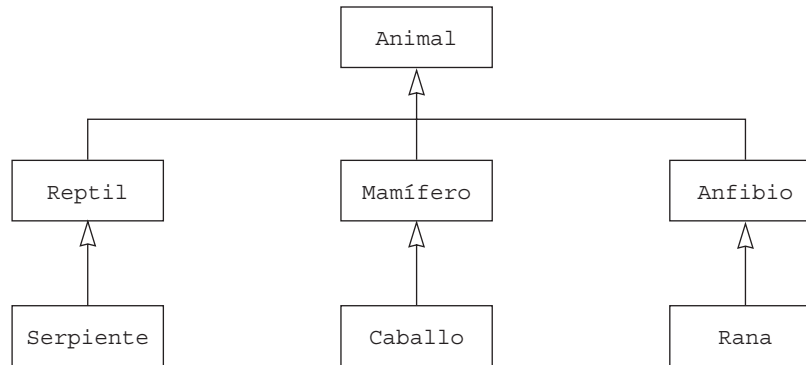 Animal
Reptil
Mamífero
Anfibio
Serpiente
Caballo
Rana